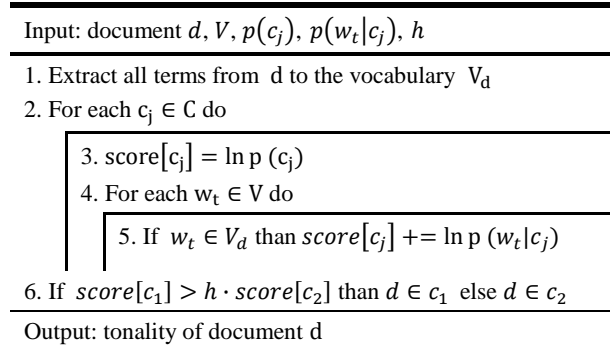 Input: document d, V, p(c_j), p(w_t|c_j), h
1. Extract all terms from d to the vocabulary V_d
2. For each c_j ∈ C do
3. score[c_j] = ln p (c_j)
4. For each w_t ∈ V do
5. If w_t ∈ V_d than score[c_j] += ln p (w_t|c_j)
6. If score[c_1] > h · score[c_2] than d ∈ c_1 else d ∈ c_2
Output: tonality of document d